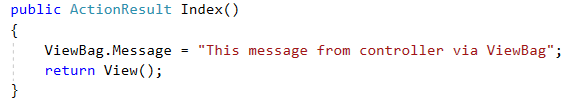 public ActionResult Index()
{
    ViewBag.Message = "This message from controller via ViewBag";
    return View();
}